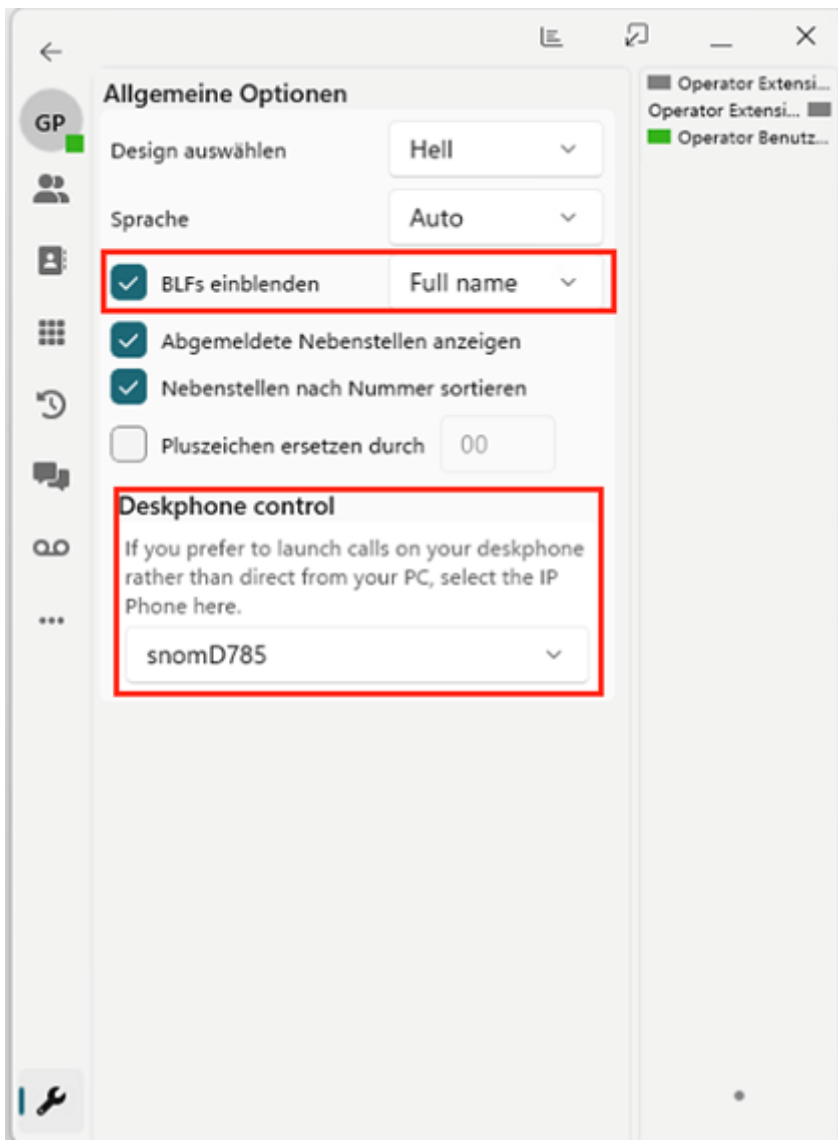 GP
Allgemeine Optionen
Design auswählen Hell
Sprache Auto
BLFs einblenden Full name
Abgemeldete Nebenstellen anzeigen
Nebenstellen nach Nummer sortieren
Pluszeichen ersetzen durch 00
Deskphone control
If you prefer to launch calls on your deskphone
rather than direct from your PC, select the IP
Phone here.
snomD785
Operator Extensi...
Operator Extensi...
Operator Benutz...